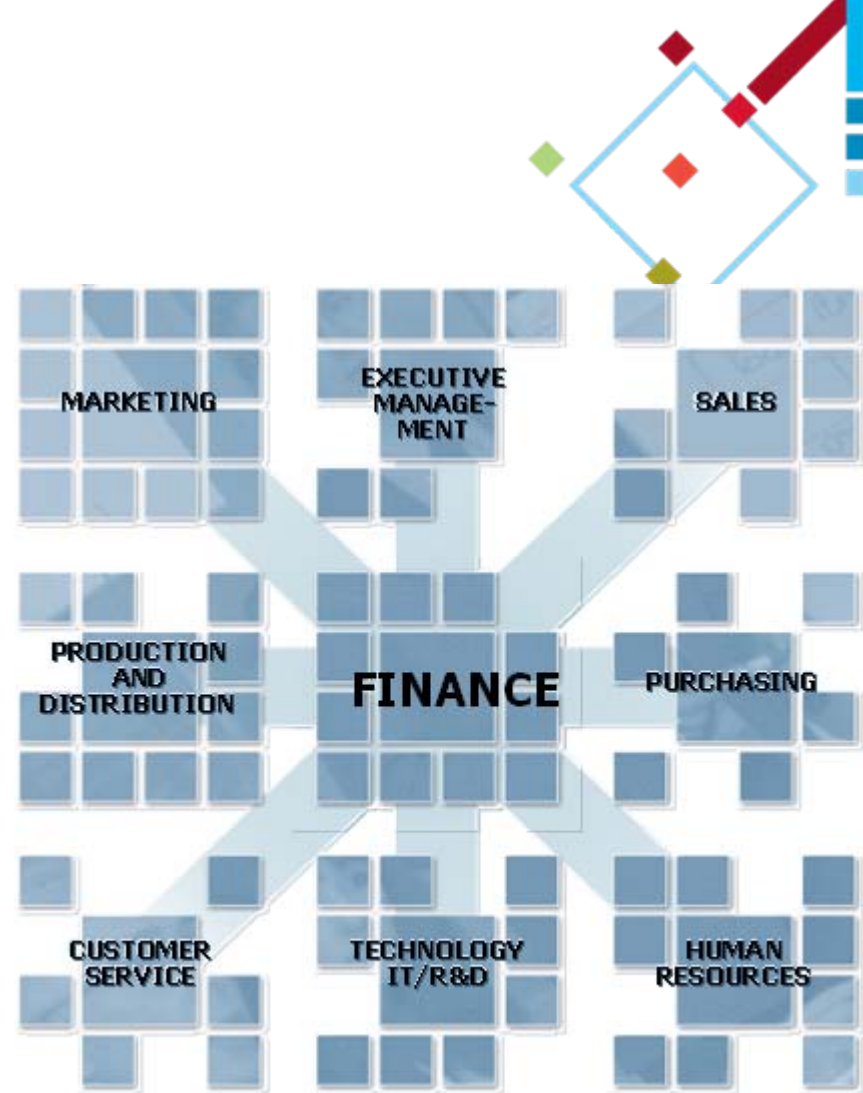 MARKETING
EXECUTIVE
MANAGE-
MENT
SALES
PRODUCTION
AND
DISTRIBUTION
FINANCE
PURCHASING
CUSTOMER
SERVICE
TECHNOLOGY
IT/R&D
HUMAN
RESOURCES